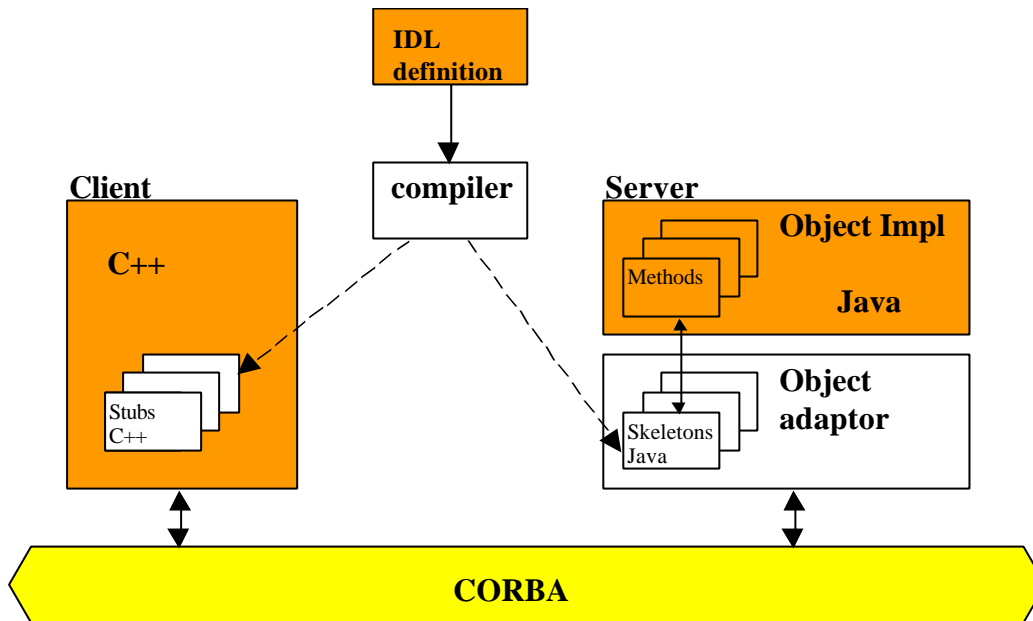 IDL
definition
compiler
Client
C++
Stubs
C++
Server
Object Impl
Methods
Java
Object
adaptor
Skeletons
Java
CORBA